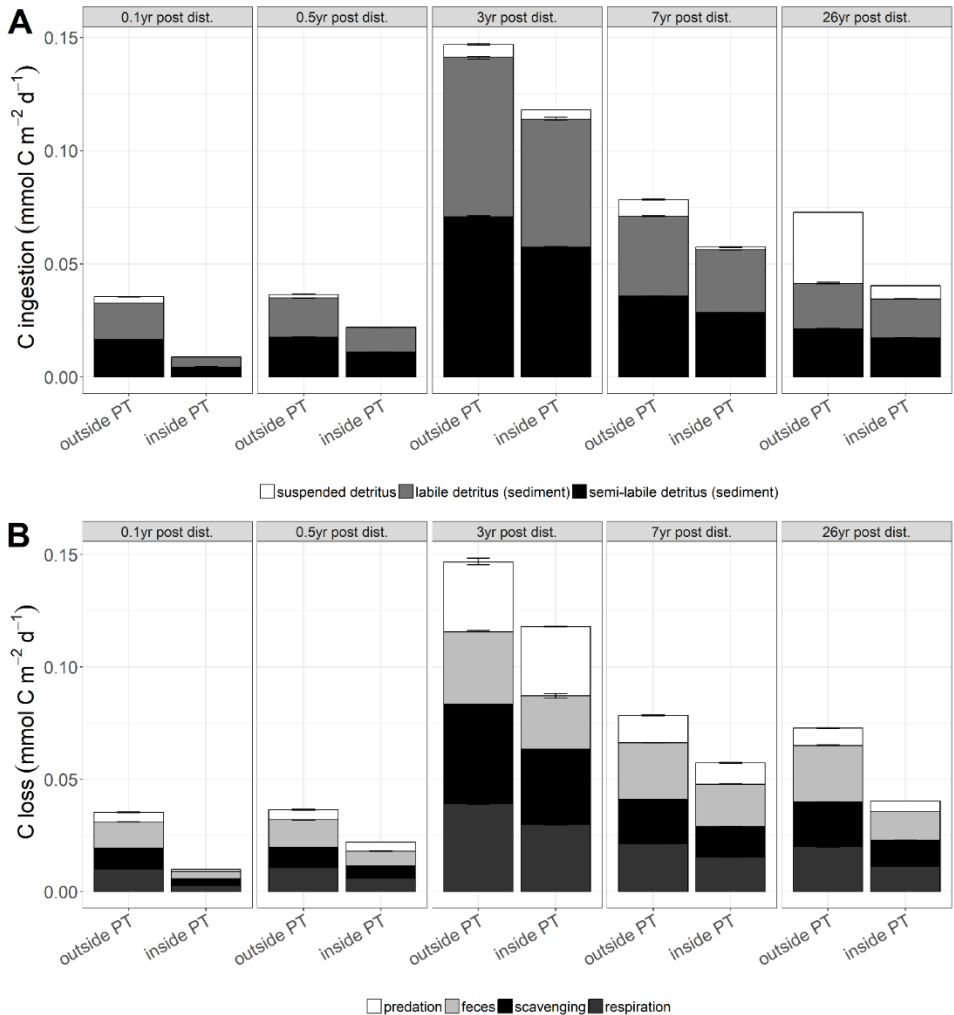 A
0.1yr post dist.
0.5yr post dist.
3yr post dist.
7yr post dist.
26yr post dist.
C ingestion (mmol C m⁻² d⁻¹)
0.15
0.10
0.05
0.00
outside PT
inside PT
outside PT
inside PT
outside PT
inside PT
outside PT
inside PT
outside PT
inside PT
suspended detritus labile detritus (sediment) semi-labile detritus (sediment)
B
0.1yr post dist.
0.5yr post dist.
3yr post dist.
7yr post dist.
26yr post dist.
C loss (mmol C m⁻² d⁻¹)
0.15
0.10
0.05
0.00
outside PT
inside PT
outside PT
inside PT
outside PT
inside PT
outside PT
inside PT
outside PT
inside PT
predation feces scavenging respiration